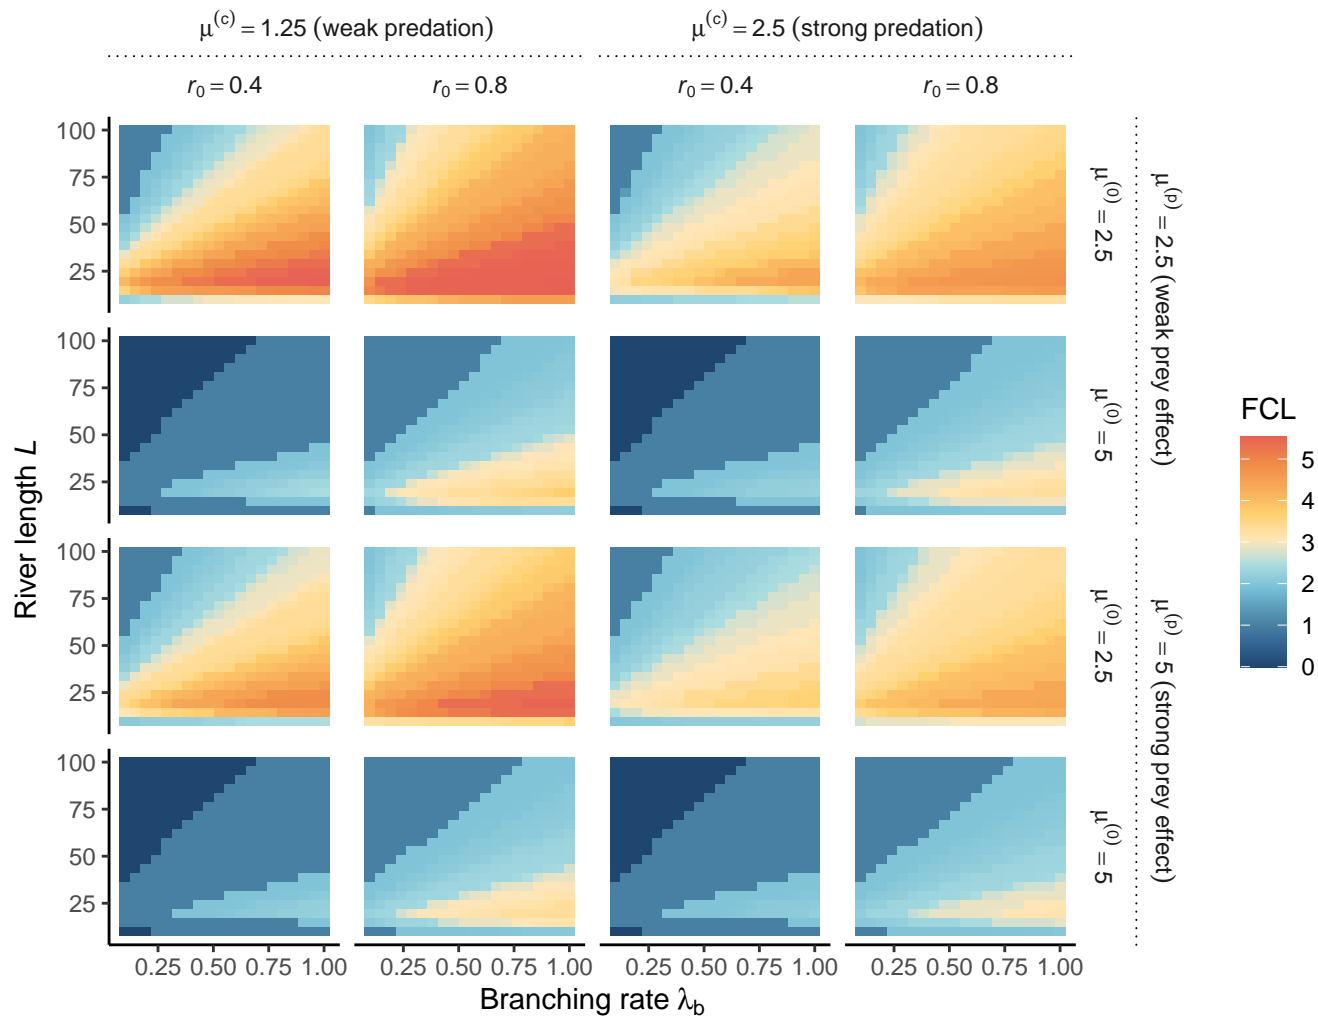 μ(c) = 1.25 (weak predation)
μ(c) = 2.5 (strong predation)
r0 = 0.4
r0 = 0.8
r0 = 0.4
r0 = 0.8
100
75
50
25
100
75
50
25
100
75
50
25
100
75
50
25
River length L
0.25 0.50 0.75 1.00
0.25 0.50 0.75 1.00
0.25 0.50 0.75 1.00
0.25 0.50 0.75 1.00
Branching rate λb
μ(0) = 2.5
μ(0) = 5
μ(0) = 2.5
μ(0) = 5
μ(p) = 2.5 (weak prey effect)
μ(p) = 5 (strong prey effect)
FCL
5
4
3
2
1
0